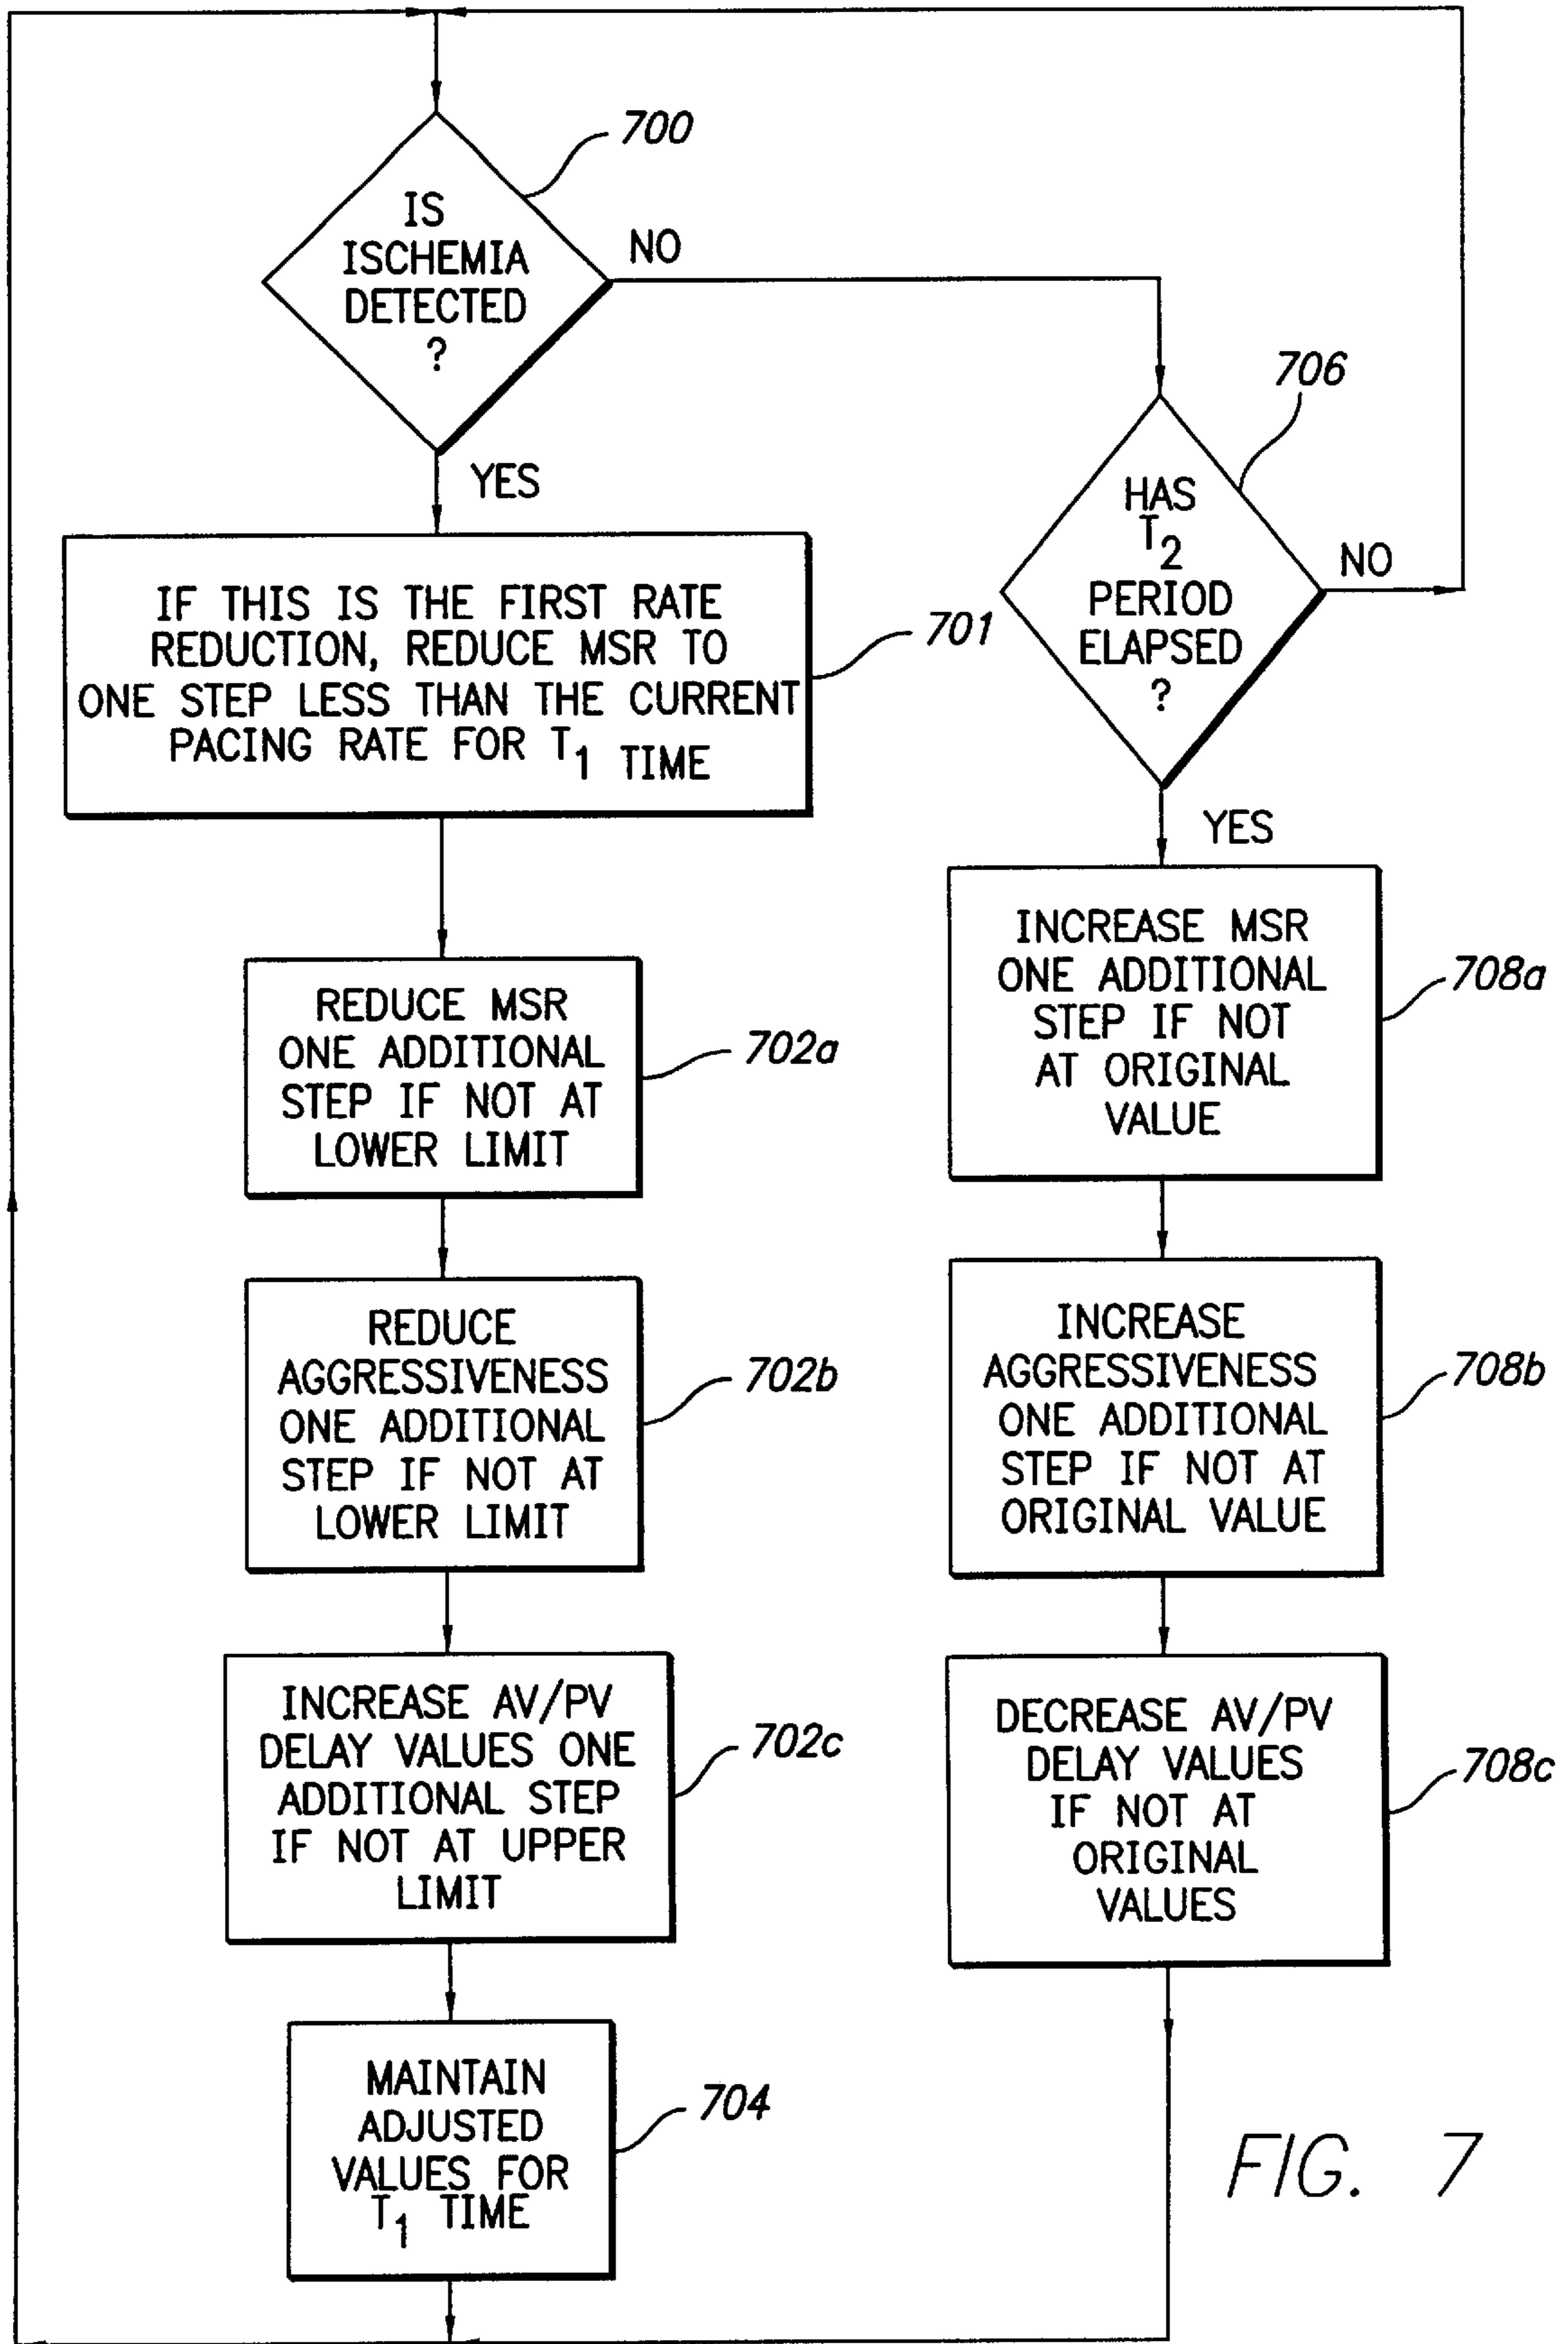 700
IS
ISCHEMIA
DETECTED
?
NO
YES
706
HAS
T2
PERIOD
ELAPSED
?
NO
YES
IF THIS IS THE FIRST RATE
REDUCTION, REDUCE MSR TO
ONE STEP LESS THAN THE CURRENT
PACING RATE FOR T1 TIME
701
REDUCE MSR
ONE ADDITIONAL
STEP IF NOT AT
LOWER LIMIT
702a
REDUCE
AGGRESSIVENESS
ONE ADDITIONAL
STEP IF NOT AT
LOWER LIMIT
702b
INCREASE AV/PV
DELAY VALUES ONE
ADDITIONAL STEP
IF NOT AT UPPER
LIMIT
702c
MAINTAIN
ADJUSTED
VALUES FOR
T1 TIME
704
INCREASE MSR
ONE ADDITIONAL
STEP IF NOT
AT ORIGINAL
VALUE
708a
INCREASE
AGGRESSIVENESS
ONE ADDITIONAL
STEP IF NOT AT
ORIGINAL VALUE
708b
DECREASE AV/PV
DELAY VALUES
IF NOT AT
ORIGINAL
VALUES
708c
FIG. 7